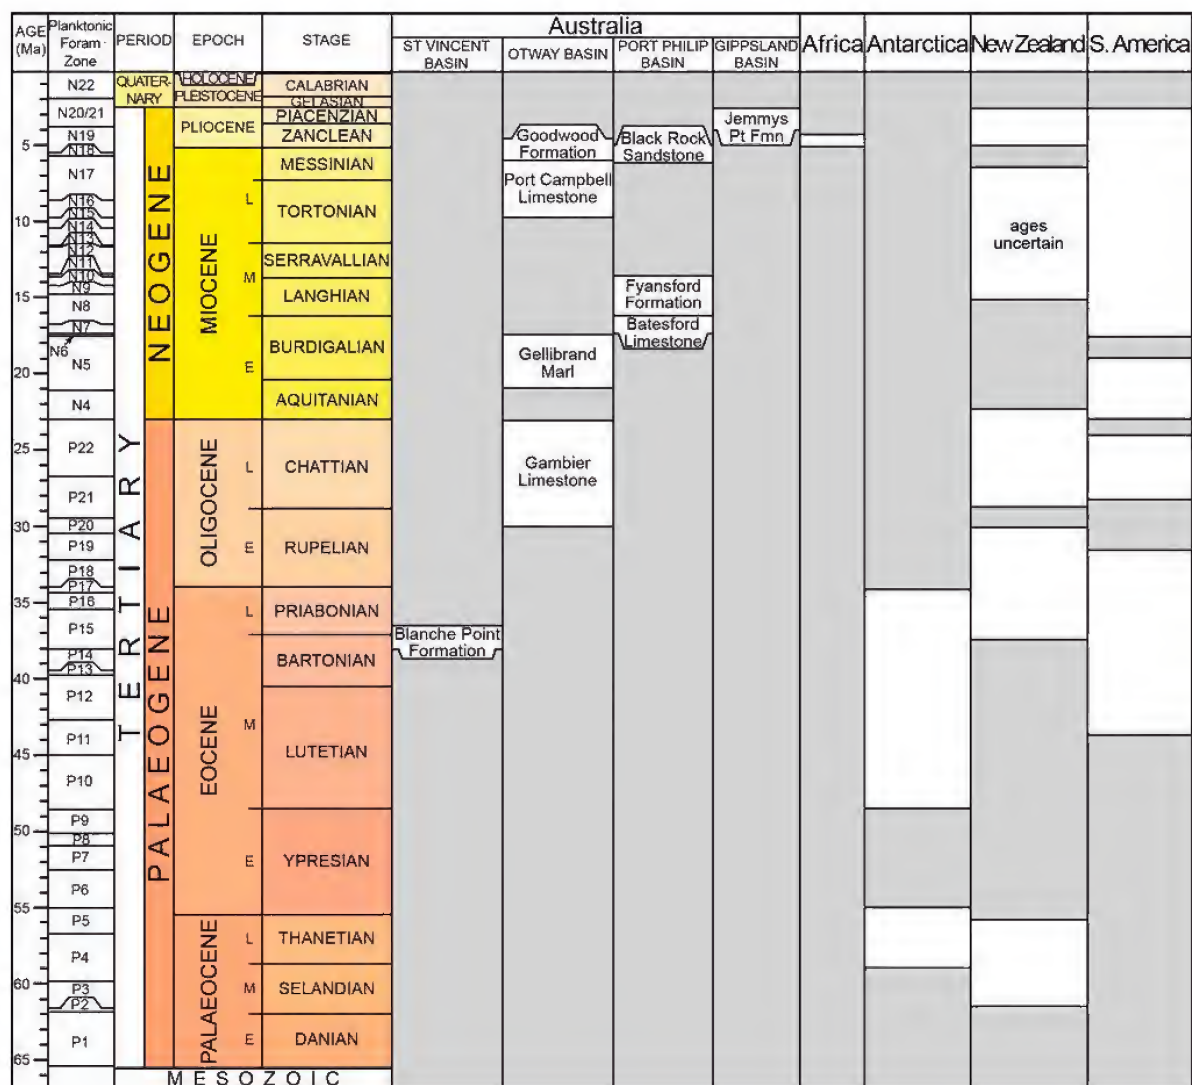 AGE (Ma)
Planktonic Foram Zone
PERIOD
EPOCH
STAGE
Australia
ST VINCENT BASIN
OTWAY BASIN
PORT PHILIP BASIN
GIPPSLAND BASIN
Africa
Antarctica
New Zealand
S. America
5
10
15
20
25
30
35
40
45
50
55
60
65
N22
N20/21
N19
N18
N17
N16
N15
N14
N13
N12
N11
N10
N9
N8
N7
N6
N5
N4
P22
P21
P20
P19
P18
P17
P16
P15
P14
P13
P12
P11
P10
P9
P8
P7
P6
P5
P4
P3
P2
P1
QUATER-
NARY
TERTIARY
NEOGENE
PALAEOGENE
HOLOCENE
PLEISTOCENE
PLIOCENE
MIOCENE
L
M
E
OLIGOCENE
L
E
EOCENE
L
M
E
PALAEOCENE
L
M
E
MESOZOIC
CALABRIAN
GELASIAN
PIACENZIAN
ZANCLEAN
MESSINIAN
TORTONIAN
SERRAVALLIAN
LANGHIAN
BURDIGALIAN
AQUITANIAN
CHATTIAN
RUPELIAN
PRIABONIAN
BARTONIAN
LUTETIAN
YPRESIAN
THANETIAN
SELANDIAN
DANIAN
Blanche Point
Formation
Goodwood
Formation
Port Campbell
Limestone
Gellibrand
Marl
Gambier
Limestone
Black Rock
Sandstone
Fyansford
Formation
Batesford
Limestone
Jemmys
Pt Fmn
ages
uncertain